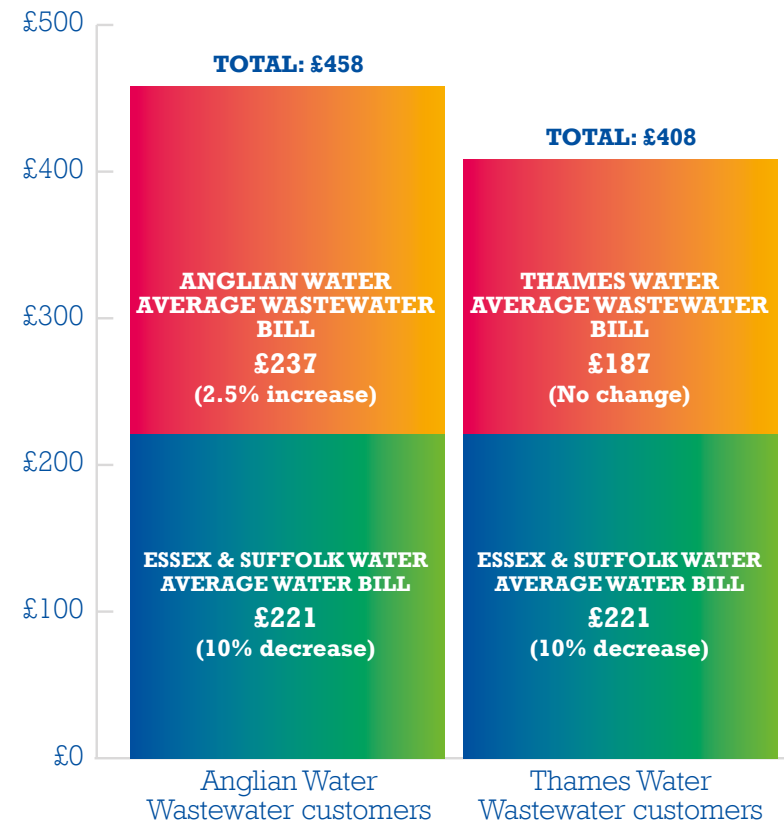 £500
£400
£300
£200
£100
£0
TOTAL: £458
ANGLIAN WATER
AVERAGE WASTEWATER
BILL
£237
(2.5% increase)
ESSEX & SUFFOLK WATER
AVERAGE WATER BILL
£221
(10% decrease)
Anglian Water
Wastewater customers
TOTAL: £408
THAMES WATER
AVERAGE WASTEWATER
BILL
£187
(No change)
ESSEX & SUFFOLK WATER
AVERAGE WATER BILL
£221
(10% decrease)
Thames Water
Wastewater customers